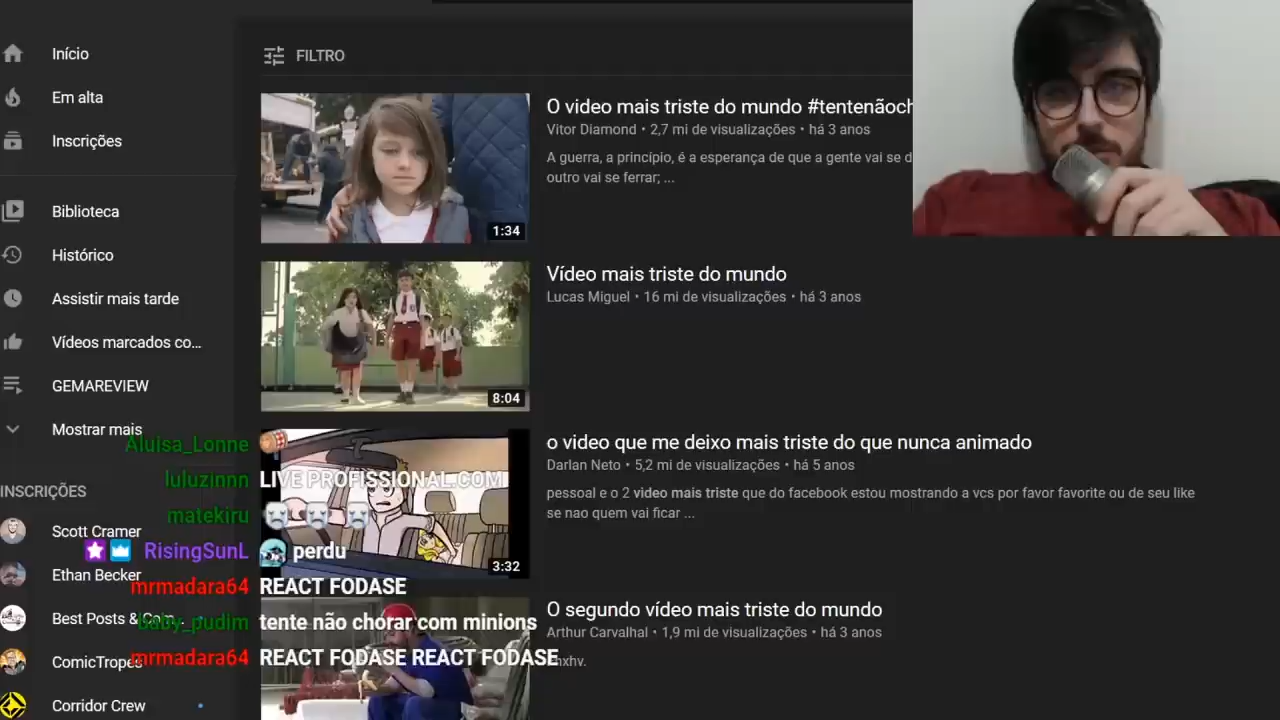 Início
Em alta
Inscrições
Biblioteca
Histórico
Assistir mais tarde
Vídeos marcados co...
GEMAREVIEW
Mostrar mais
INSCRIÇÕES
Scott Cramer
Ethan Becker
Best Posts & Com...
ComicTropes
Corridor Crew
FILTRO
O video mais triste do mundo #tentenãoch
Vitor Diamond • 2,7 mi de visualizações • há 3 anos
A guerra, a princípio, é a esperança de que a gente vai se d
outro vai se ferrar; ...
1:34
Vídeo mais triste do mundo
Lucas Miguel • 16 mi de visualizações • há 3 anos
8:04
o video que me deixo mais triste do que nunca animado
Darlan Neto • 5,2 mi de visualizações • há 5 anos
pessoal e o 2 video mais triste que do facebook estou mostrando a vcs por favor favorite ou de seu like
se nao quem vai ficar ...
3:32
O segundo vídeo mais triste do mundo
Arthur Carvalhal • 1,9 mi de visualizações • há 3 anos
Aluisa_Lonne
luluzinnn LIVE PROFISSIONAL.COM
matekiru
RisingSunL perdu
mrmadara64 REACT FODASE
baby_pudim tente não chorar com minions
mrmadara64 REACT FODASE REACT FODASE